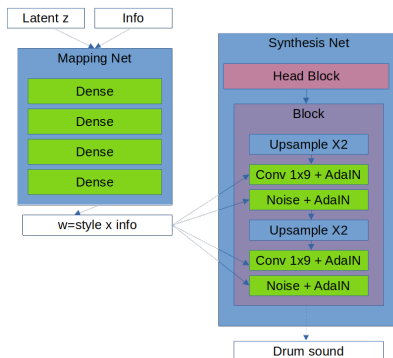 Latent z
Info
Mapping Net
Dense
Dense
Dense
Dense
w=style x info
Synthesis Net
Head Block
Block
Upsample X2
Conv 1x9 + AdaIN
Noise + AdaIN
Upsample X2
Conv 1x9 + AdaIN
Noise + AdaIN
Drum sound